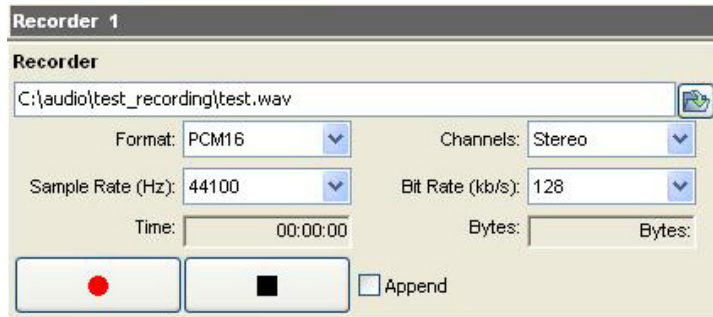 Recorder 1
Recorder
C:\audio\test_recording\test.wav
Format: PCM16 Channels: Stereo
Sample Rate (Hz): 44100 Bit Rate (kb/s): 128
Time: 00:00:00 Bytes: Bytes:
Append